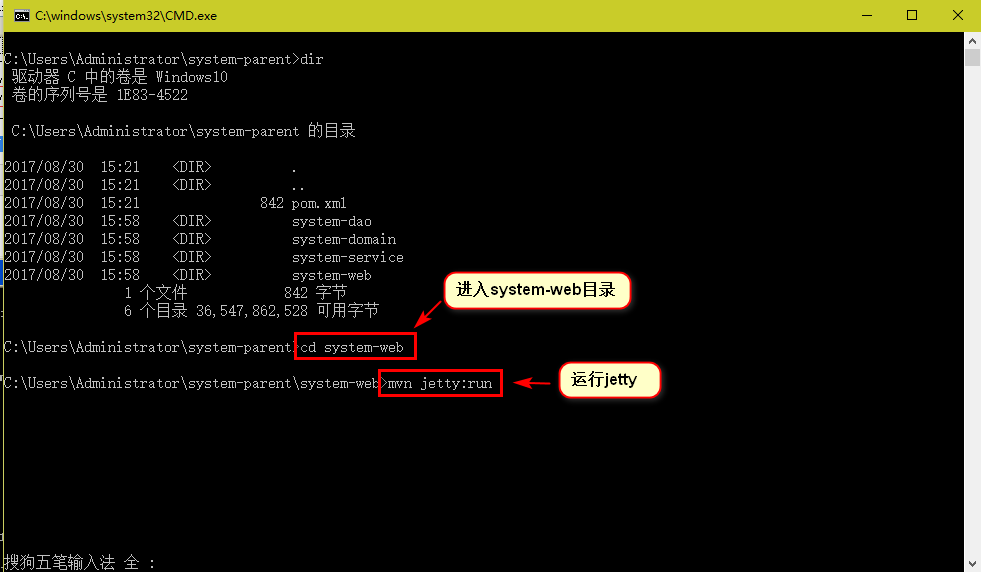 C:\windows\system32\CMD.exe
C:\Users\Administrator\system-parent>dir
驱动器 C 中的卷是 Windows10
卷的序列号是 1E83-4522
C:\Users\Administrator\system-parent 的目录
2017/08/30  15:21    <DIR>          .
2017/08/30  15:21    <DIR>          ..
2017/08/30  15:21               842 pom.xml
2017/08/30  15:58    <DIR>          system-dao
2017/08/30  15:58    <DIR>          system-domain
2017/08/30  15:58    <DIR>          system-service
2017/08/30  15:58    <DIR>          system-web
1 个文件            842 字节
6 个目录 36,547,862,528 可用字节
进入system-web目录
C:\Users\Administrator\system-parent>cd system-web
C:\Users\Administrator\system-parent\system-web>mvn jetty:run
运行jetty
搜狗五笔输入法 全 :